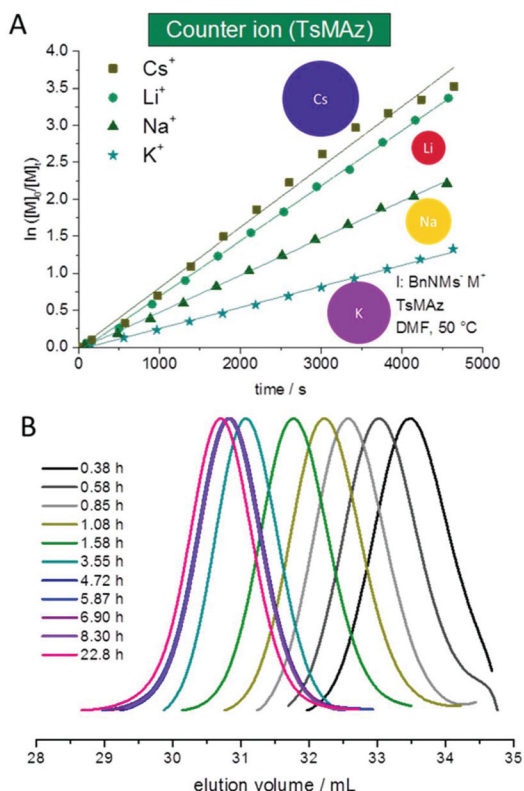 A
Counter ion (TsMAz)
4.0
3.5
3.0
2.5
2.0
1.5
1.0
0.5
0.0
ln ([M]₀/[M]ₜ)
Cs⁺
Li⁺
Na⁺
K⁺
Cs
Li
Na
K
I: BnNMs⁻ M⁺
TsMAz
DMF, 50 °C
0 1000 2000 3000 4000 5000
time / s
B
0.38 h
0.58 h
0.85 h
1.08 h
1.58 h
3.55 h
4.72 h
5.87 h
6.90 h
8.30 h
22.8 h
28 29 30 31 32 33 34 35
elution volume / mL